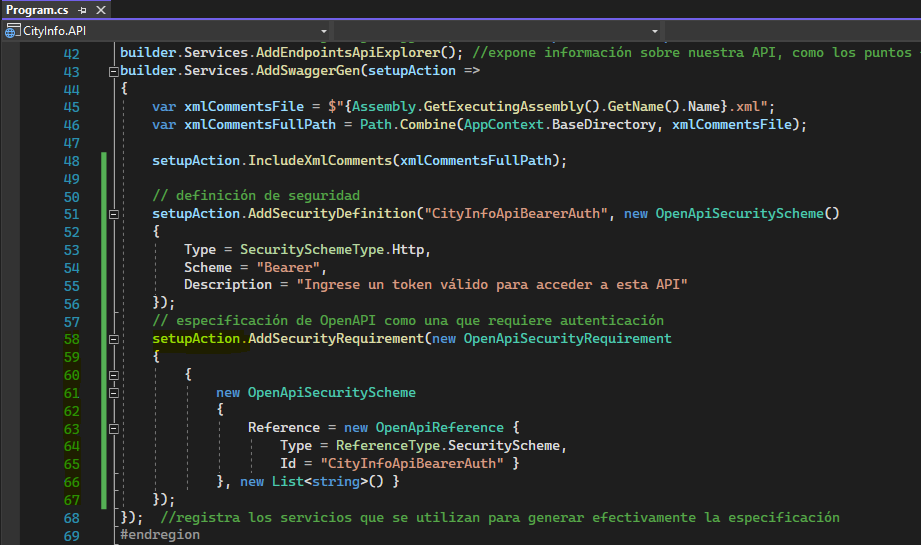 Program.cs
CityInfo.API
42 builder.Services.AddEndpointsApiExplorer(); //expone información sobre nuestra API, como los puntos
43 builder.Services.AddSwaggerGen(setupAction =>
44 {
45 var xmlCommentsFile = $"{Assembly.GetExecutingAssembly().GetName().Name}.xml";
46 var xmlCommentsFullPath = Path.Combine(AppContext.BaseDirectory, xmlCommentsFile);
47
48 setupAction.IncludeXmlComments(xmlCommentsFullPath);
49
50 // definición de seguridad
51 setupAction.AddSecurityDefinition("CityInfoApiBearerAuth", new OpenApiSecurityScheme()
52 {
53 Type = SecuritySchemeType.Http,
54 Scheme = "Bearer",
55 Description = "Ingrese un token válido para acceder a esta API"
56 });
57 // especificación de OpenAPI como una que requiere autenticación
58 setupAction.AddSecurityRequirement(new OpenApiSecurityRequirement
59 {
60 {
61 new OpenApiSecurityScheme
62 {
63 Reference = new OpenApiReference {
64 Type = ReferenceType.SecurityScheme,
65 Id = "CityInfoApiBearerAuth" }
66 }, new List<string>() }
67 });
68 }); //registra los servicios que se utilizan para generar efectivamente la especificación
69 #endregion